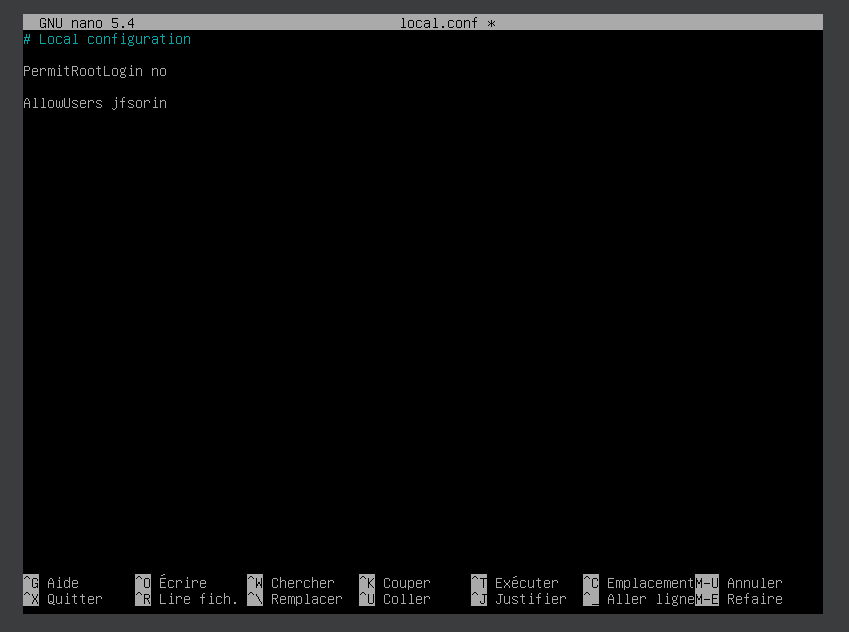 GNU nano 5.4 local.conf *
# Local configuration
PermitRootLogin no
AllowUsers jfsorin
^G Aide ^O Écrire ^W Chercher ^K Couper ^T Exécuter ^C Emplacement M-U Annuler
^X Quitter ^R Lire fich. ^\ Remplacer ^U Coller ^J Justifier ^_ Aller ligne M-E Refaire